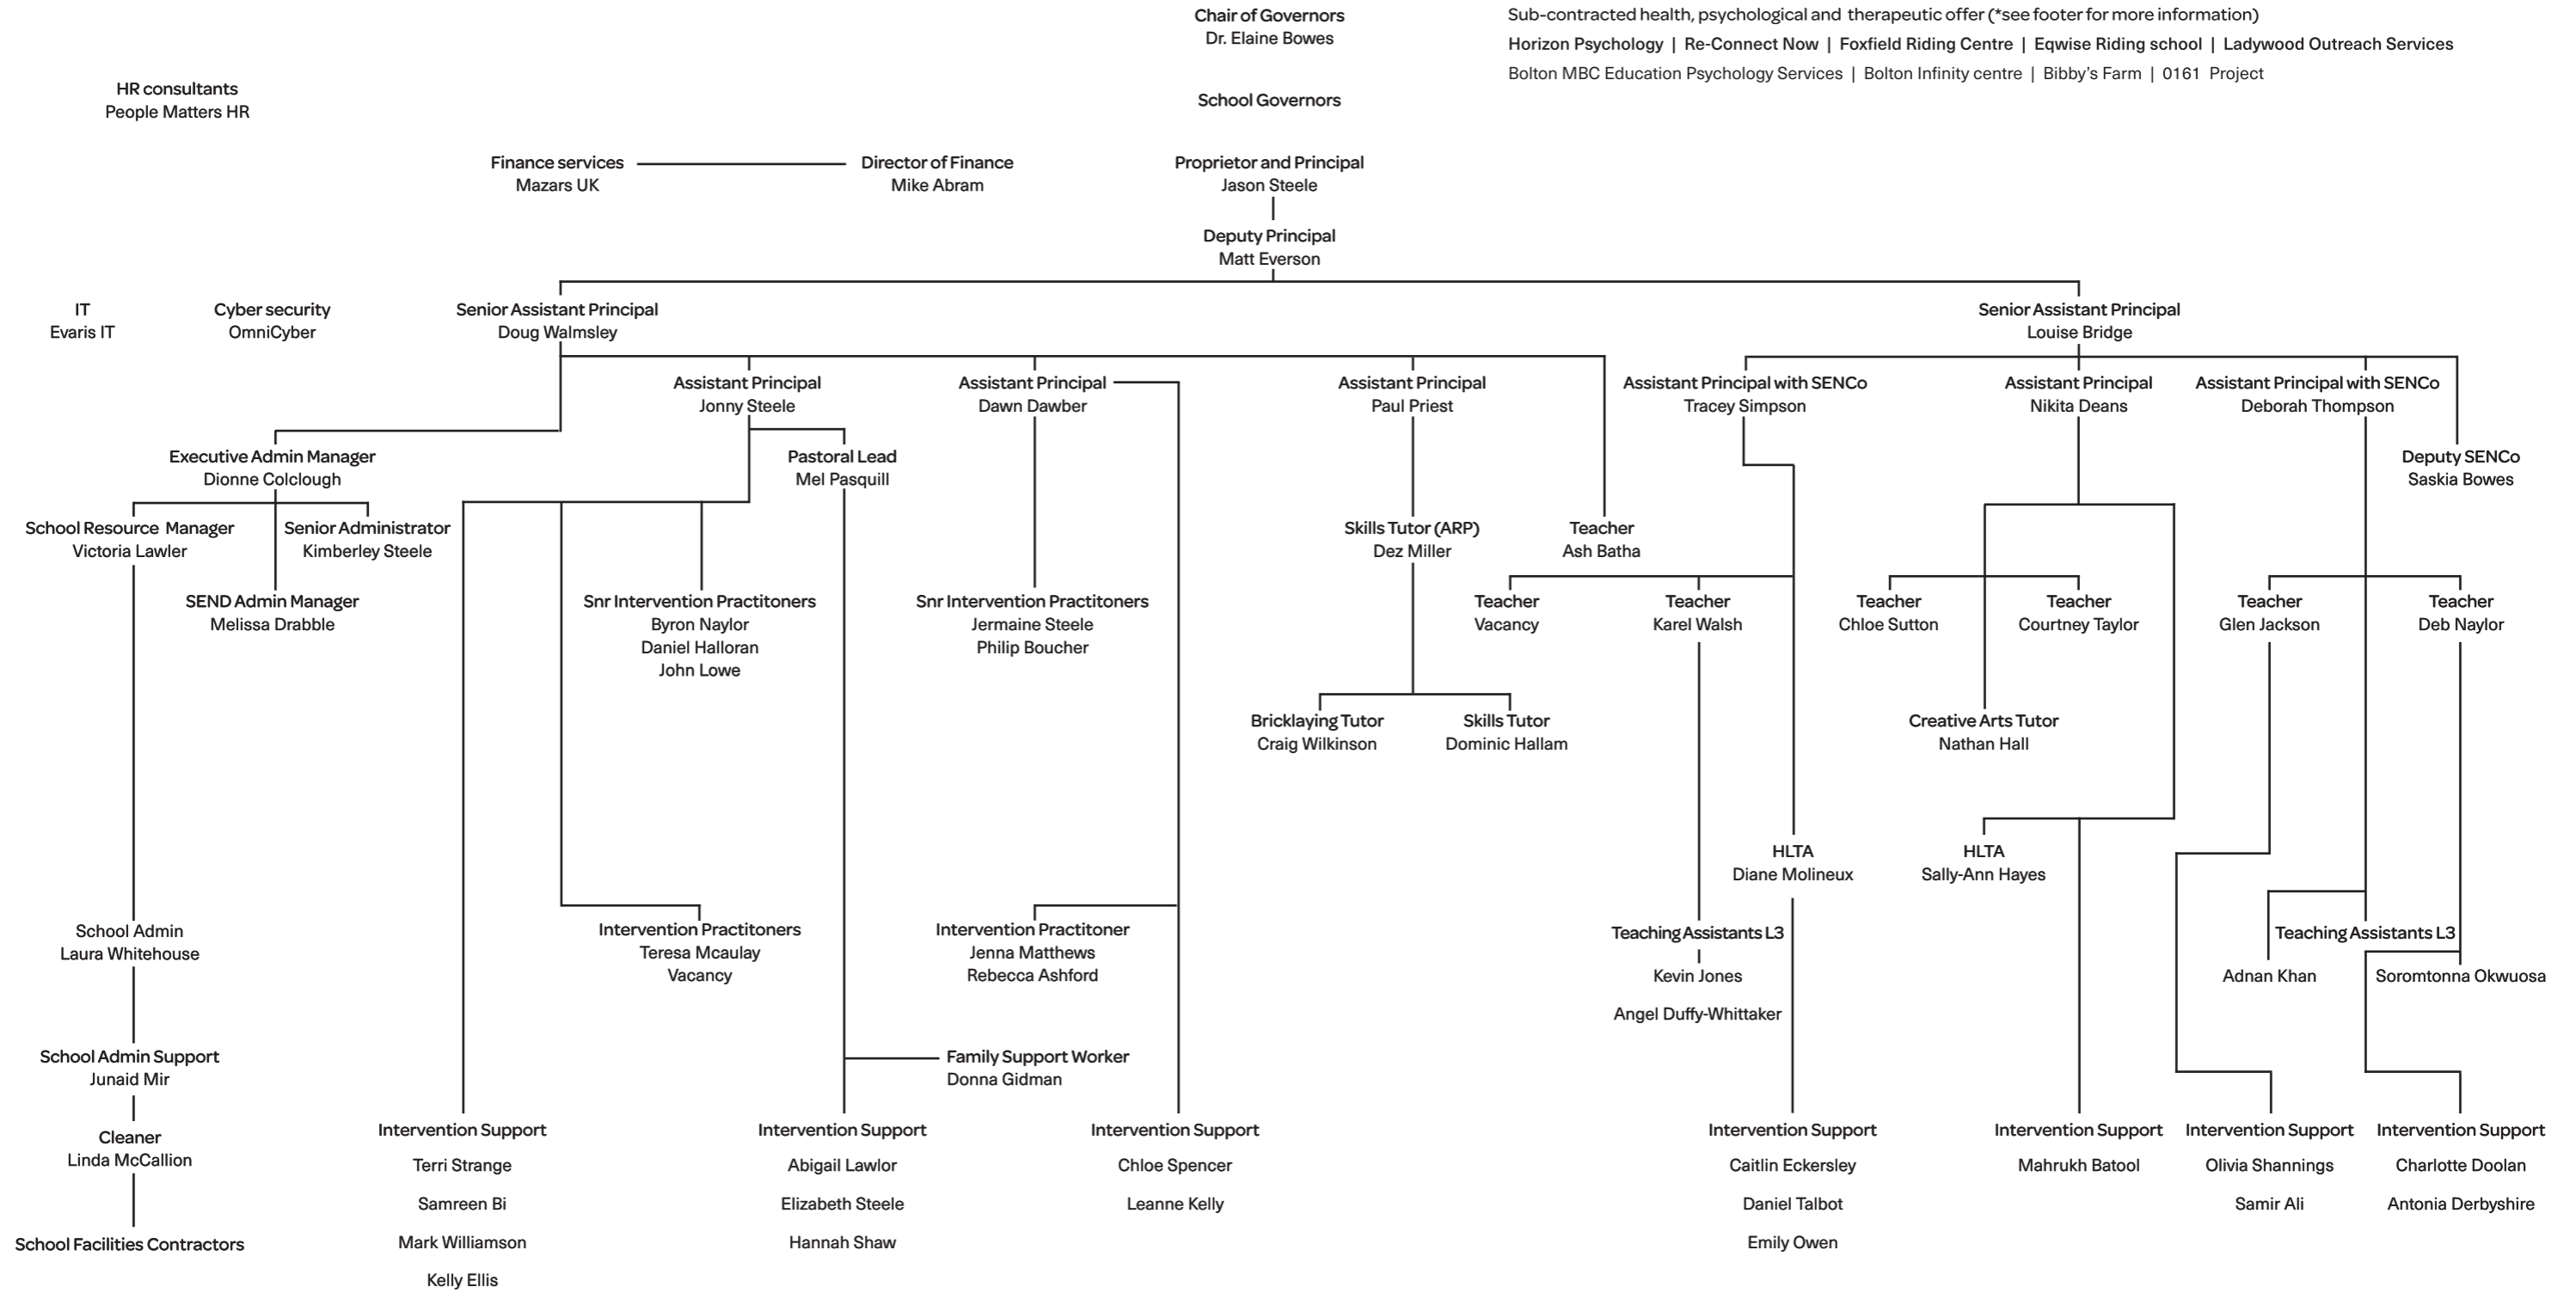 Chair of Governors
Dr. Elaine Bowes
Sub-contracted health, psychological and therapeutic offer (*see footer for more information)
Horizon Psychology | Re-Connect Now | Foxfield Riding Centre | Eqwise Riding school | Ladywood Outreach Services
Bolton MBC Education Psychology Services | Bolton Infinity centre | Bibby's Farm | 0161 Project
HR consultants
People Matters HR
School Governors
Finance services
Mazars UK
Director of Finance
Mike Abram
Proprietor and Principal
Jason Steele
Deputy Principal
Matt Everson
IT
Evaris IT
Cyber security
OmniCyber
Senior Assistant Principal
Doug Walmsley
Senior Assistant Principal
Louise Bridge
Assistant Principal
Jonny Steele
Assistant Principal
Dawn Dawber
Assistant Principal
Paul Priest
Assistant Principal with SENCo
Tracey Simpson
Assistant Principal
Nikita Deans
Assistant Principal with SENCo
Deborah Thompson
Executive Admin Manager
Dionne Colclough
Pastoral Lead
Mel Pasquill
Deputy SENCo
Saskia Bowes
School Resource Manager
Victoria Lawler
Senior Administrator
Kimberley Steele
Skills Tutor (ARP)
Dez Miller
Teacher
Ash Batha
SEND Admin Manager
Melissa Drabble
Snr Intervention Practitoners
Byron Naylor
Daniel Halloran
John Lowe
Snr Intervention Practitoners
Jermaine Steele
Philip Boucher
Teacher
Vacancy
Teacher
Karel Walsh
Teacher
Chloe Sutton
Teacher
Courtney Taylor
Teacher
Glen Jackson
Teacher
Deb Naylor
Bricklaying Tutor
Craig Wilkinson
Skills Tutor
Dominic Hallam
Creative Arts Tutor
Nathan Hall
HLTA
Diane Molineux
HLTA
Sally-Ann Hayes
School Admin
Laura Whitehouse
Intervention Practitoners
Teresa Mcaulay
Vacancy
Intervention Practitoner
Jenna Matthews
Rebecca Ashford
Teaching Assistants L3
Kevin Jones
Angel Duffy-Whittaker
Teaching Assistants L3
Adnan Khan
Soromtonna Okwuosa
School Admin Support
Junaid Mir
Family Support Worker
Donna Gidman
Cleaner
Linda McCallion
School Facilities Contractors
Intervention Support
Terri Strange
Samreen Bi
Mark Williamson
Kelly Ellis
Intervention Support
Abigail Lawlor
Elizabeth Steele
Hannah Shaw
Intervention Support
Chloe Spencer
Leanne Kelly
Intervention Support
Caitlin Eckersley
Daniel Talbot
Emily Owen
Intervention Support
Mahrukh Batool
Intervention Support
Olivia Shannings
Samir Ali
Intervention Support
Charlotte Doolan
Antonia Derbyshire